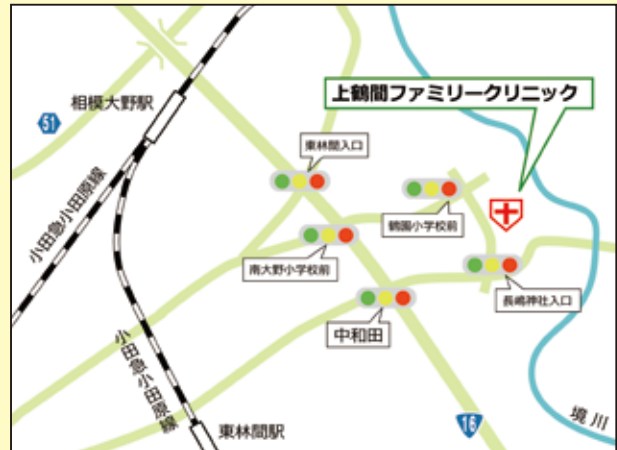 相模大野駅
51
上鶴間ファミリークリニック
東林間入口
小田急小田原線
鶴園小学校前
南大野小学校前
長嶋神社入口
中和田
小田急小田原線
東林間駅
16
境川